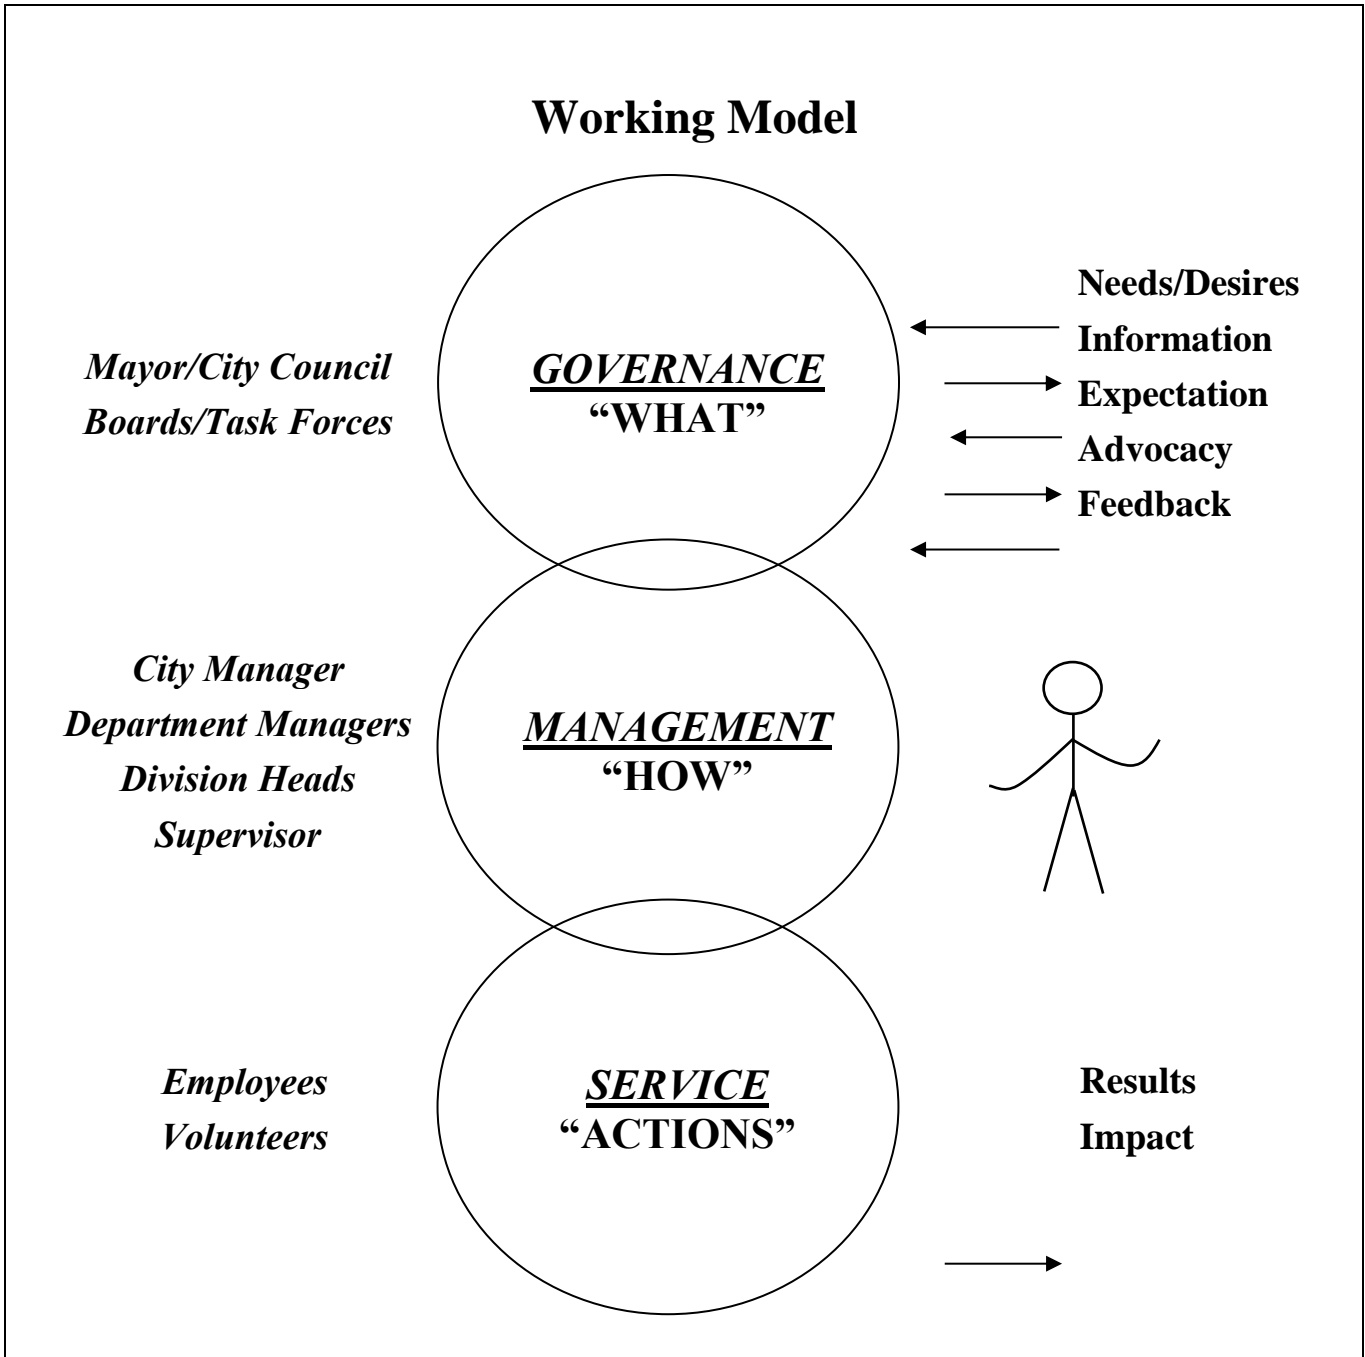 Working Model
Needs/Desires
Information
Expectation
Advocacy
Feedback
Mayor/City Council
Boards/Task Forces
GOVERNANCE
“WHAT”
City Manager
Department Managers
Division Heads
Supervisor
MANAGEMENT
“HOW”
Employees
Volunteers
SERVICE
“ACTIONS”
Results
Impact